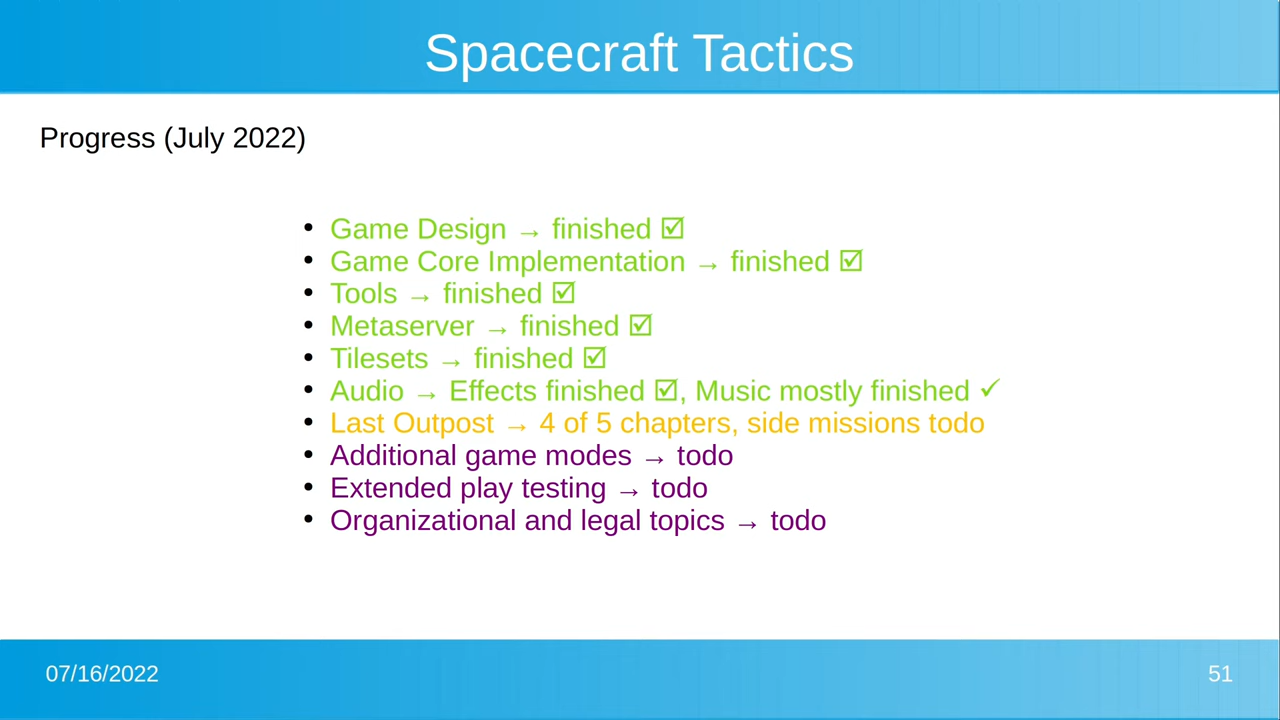 Spacecraft Tactics
Progress (July 2022)
• Game Design → finished ☑
• Game Core Implementation → finished ☑
• Tools → finished ☑
• Metaserver → finished ☑
• Tilesets → finished ☑
• Audio → Effects finished ☑, Music mostly finished ✓
• Last Outpost → 4 of 5 chapters, side missions todo
• Additional game modes → todo
• Extended play testing → todo
• Organizational and legal topics → todo
07/16/2022
51